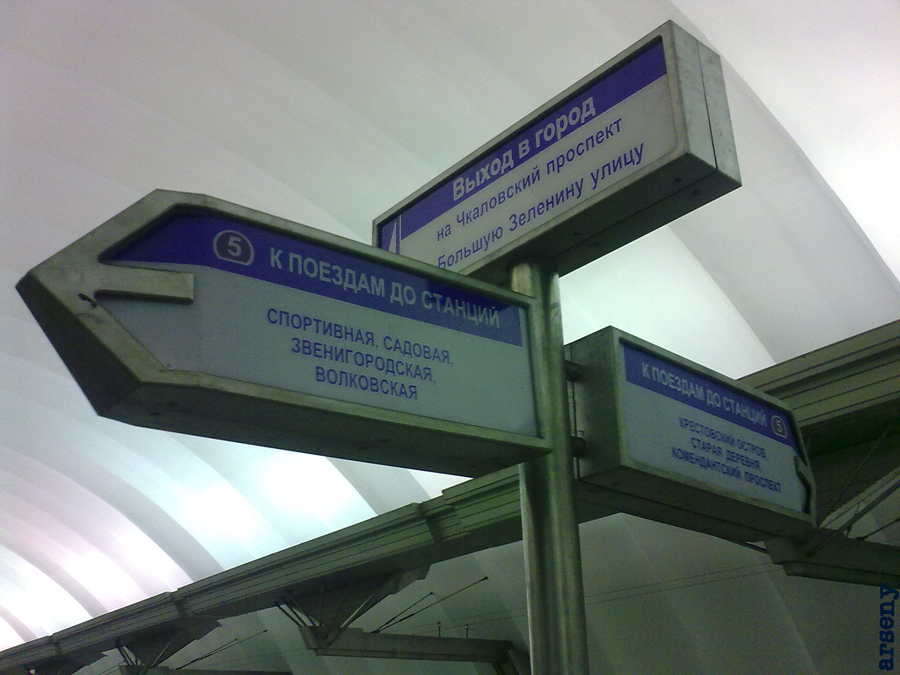 Выход в город
на Чкаловский проспект
Большую Зеленину улицу
5 К ПОЕЗДАМ ДО СТАНЦИЙ
СПОРТИВНАЯ, САДОВАЯ,
ЗВЕНИГОРОДСКАЯ,
ВОЛКОВСКАЯ
К ПОЕЗДАМ ДО СТАНЦИЙ 5
КРЕСТОВСКИЙ ОСТРОВ,
СТАРАЯ ДЕРЕВНЯ,
КОМЕНДАНТСКИЙ ПРОСПЕКТ
arseny